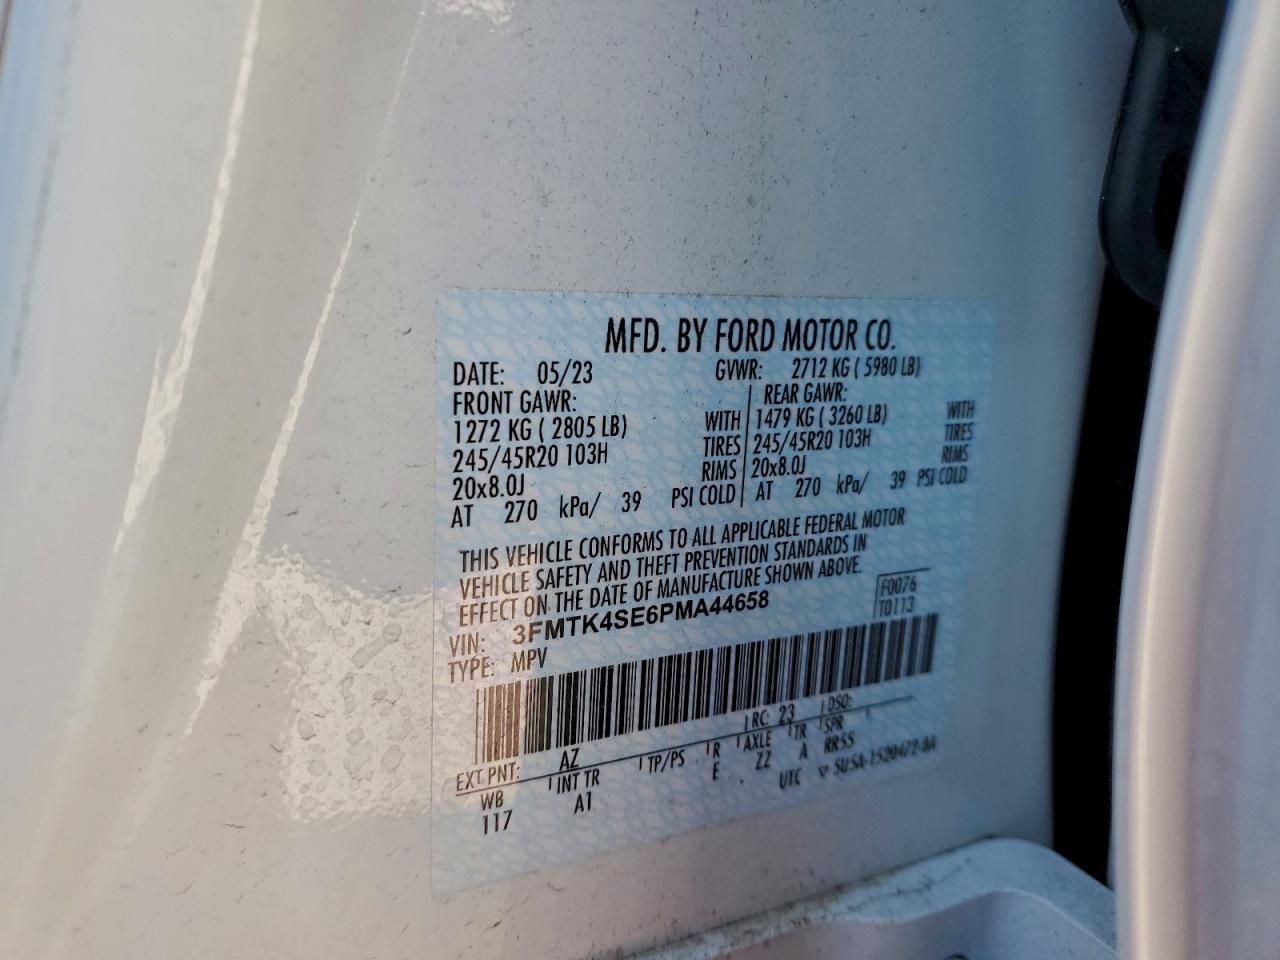 MFD. BY FORD MOTOR CO.
DATE: 05/23 GVWR: 2712 KG ( 5980 LB)
FRONT GAWR: REAR GAWR:
1272 KG ( 2805 LB) WITH 1479 KG ( 3260 LB) WITH
245/45R20 103H TIRES 245/45R20 103H TIRES
20x8.0J RIMS 20x8.0J RIMS
AT 270 kPa/ 39 PSI COLD AT 270 kPa/ 39 PSI COLD
THIS VEHICLE CONFORMS TO ALL APPLICABLE FEDERAL MOTOR
VEHICLE SAFETY AND THEFT PREVENTION STANDARDS IN
EFFECT ON THE DATE OF MANUFACTURE SHOWN ABOVE.
VIN: 3FMTK4SE6PMA44658 F0076
TYPE: MPV T0113
EXT PNT: AZ RC: 23 DSO:
WB INT TR TP/PS R AXLE TR SPR
117 A1 E . ZZ A RR55
UTC ▽ 5U5A-1520472-BA